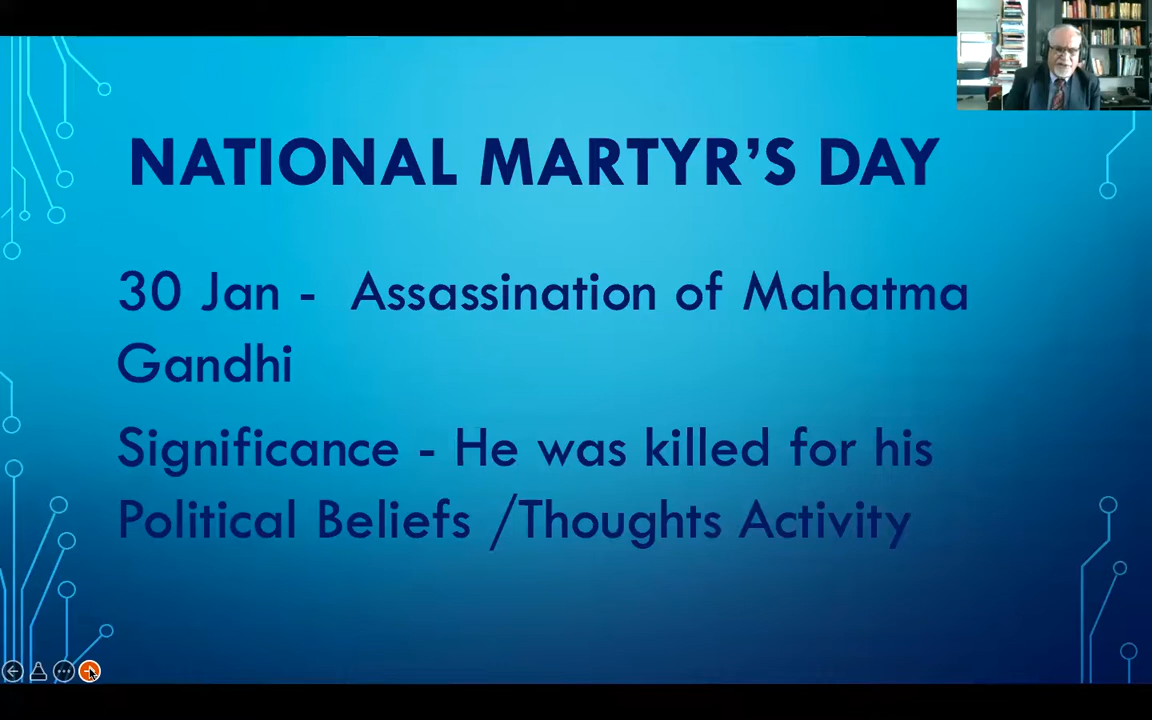 NATIONAL MARTYR’S DAY
30 Jan - Assassination of Mahatma
Gandhi
Significance - He was killed for his
Political Beliefs /Thoughts Activity